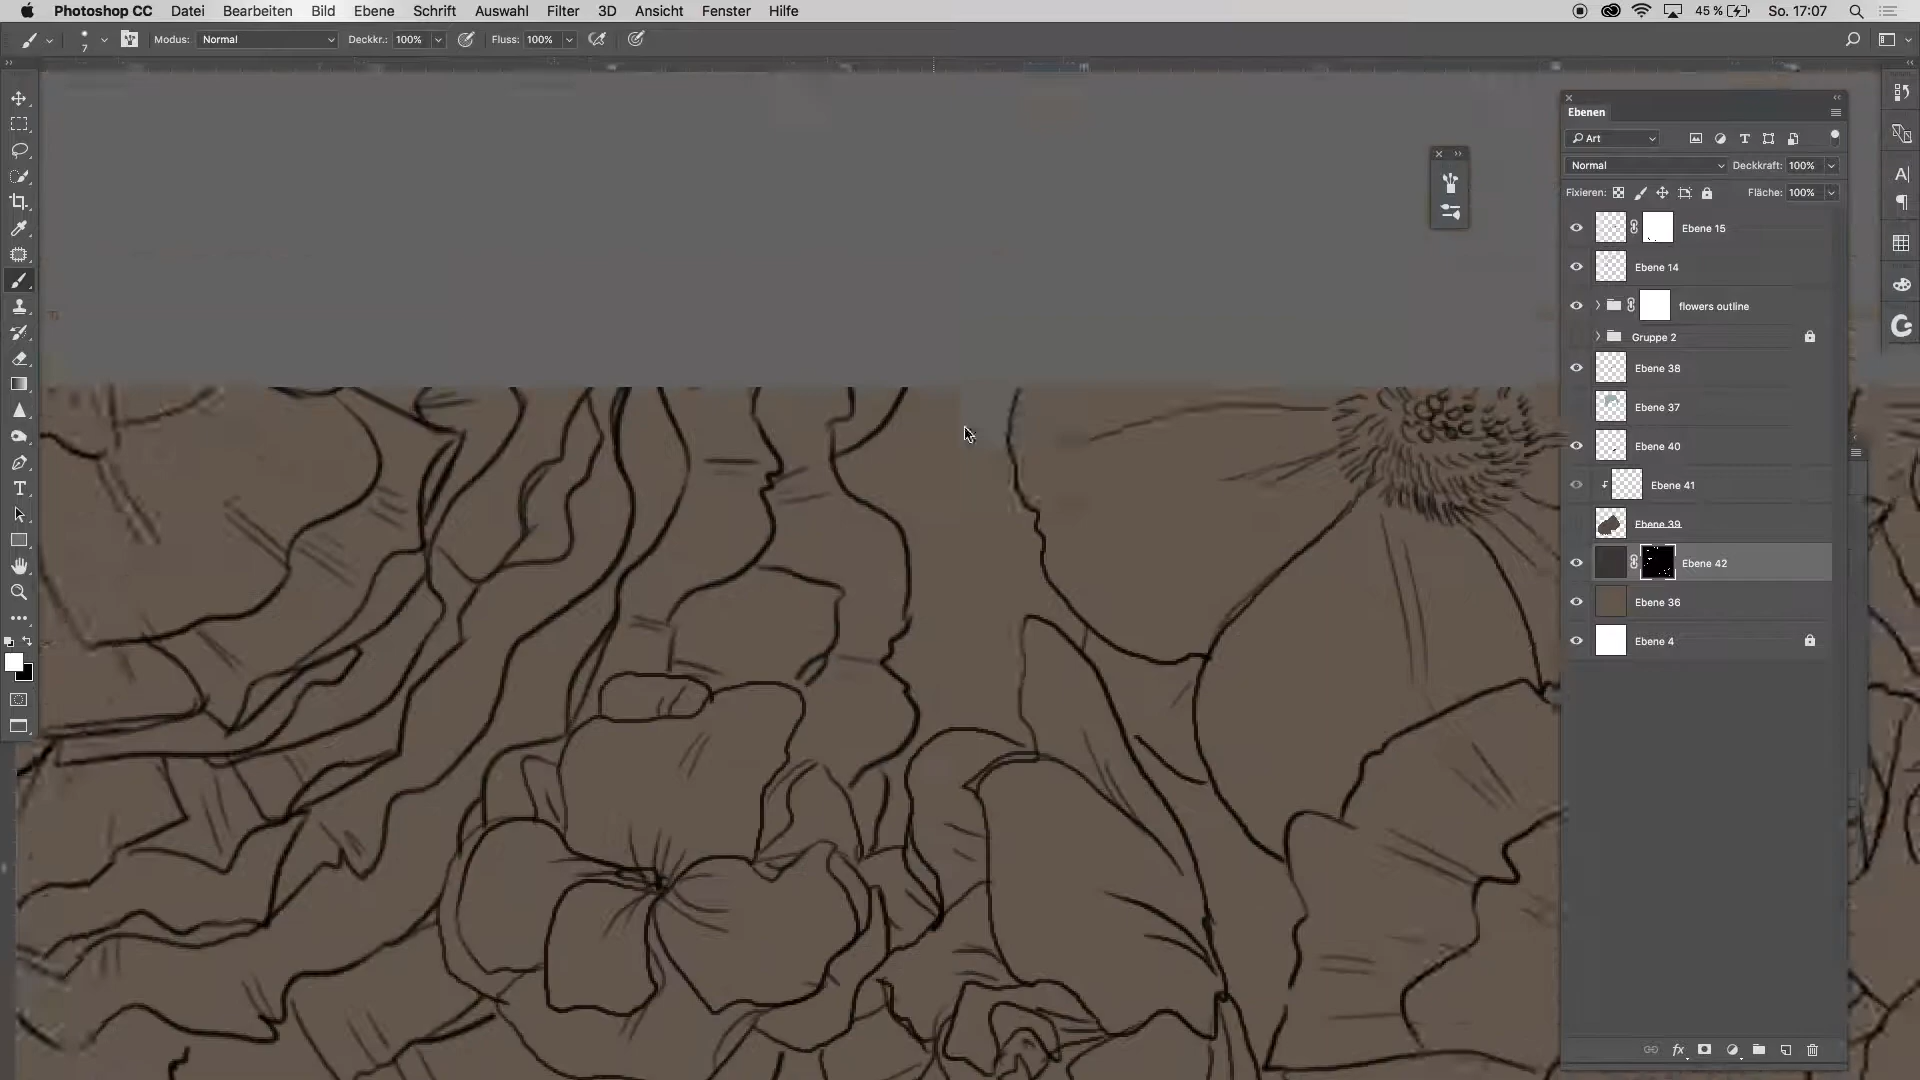 Photoshop CC Datei Bearbeiten Bild Ebene Schrift Auswahl Filter 3D Ansicht Fenster Hilfe 45 % So. 17:07
7 Modus: Normal Deckkr.: 100% Fluss: 100%
Ebenen
Art
Normal Deckkraft: 100%
Fixieren: Fläche: 100%
Ebene 15
Ebene 14
flowers outline
Gruppe 2
Ebene 38
Ebene 37
Ebene 40
Ebene 41
Ebene 39
Ebene 42
Ebene 36
Ebene 4
fx